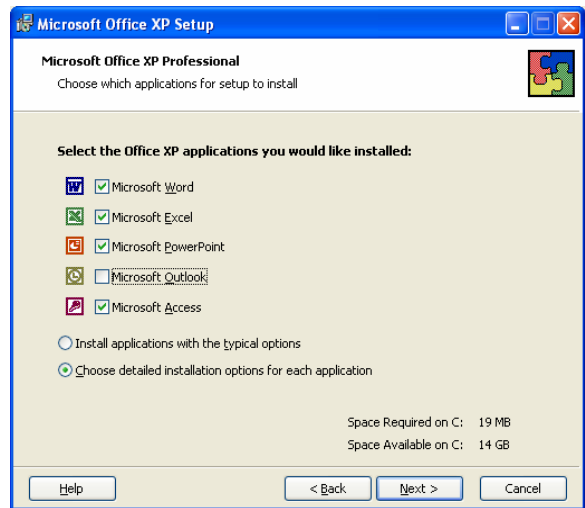 Microsoft Office XP Setup
Microsoft Office XP Professional
Choose which applications for setup to install
Select the Office XP applications you would like installed:
Microsoft Word
Microsoft Excel
Microsoft PowerPoint
Microsoft Outlook
Microsoft Access
Install applications with the typical options
Choose detailed installation options for each application
Space Required on C: 19 MB
Space Available on C: 14 GB
Help < Back Next > Cancel